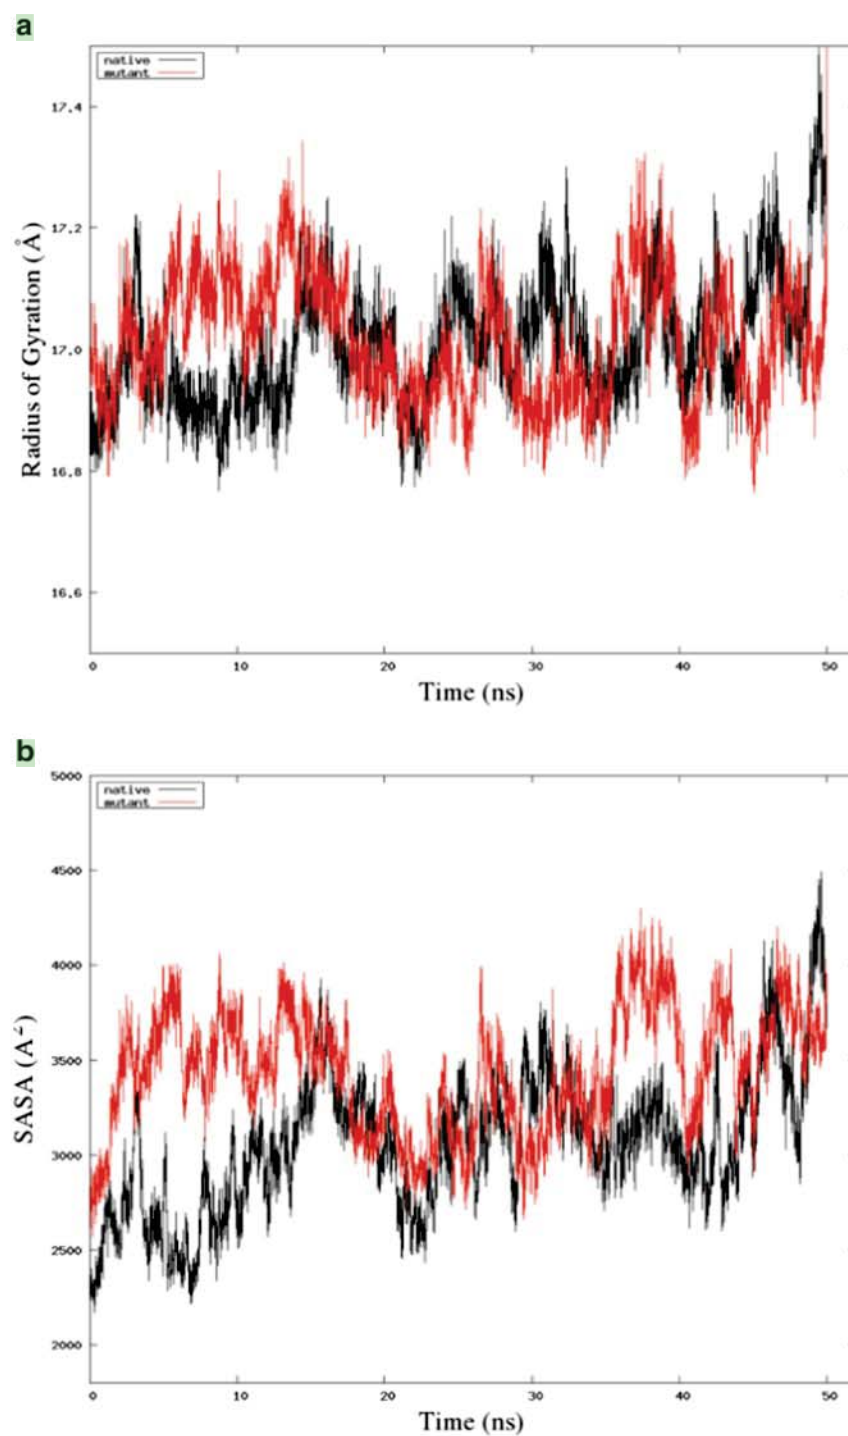 a
native
mutant
17.4
17.2
17.0
16.8
16.6
Radius of Gyration (Å)
0 10 20 30 40 50
Time (ns)
b
native
mutant
5000
4500
4000
3500
3000
2500
2000
SASA (A²)
0 10 20 30 40 50
Time (ns)